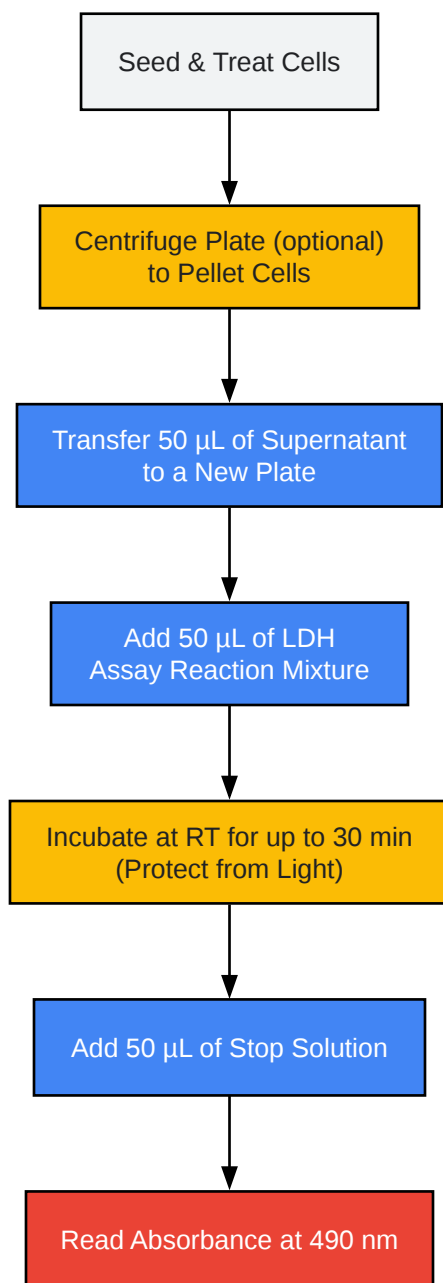 Seed & Treat Cells
Centrifuge Plate (optional)
to Pellet Cells
Transfer 50 µL of Supernatant
to a New Plate
Add 50 µL of LDH
Assay Reaction Mixture
Incubate at RT for up to 30 min
(Protect from Light)
Add 50 µL of Stop Solution
Read Absorbance at 490 nm